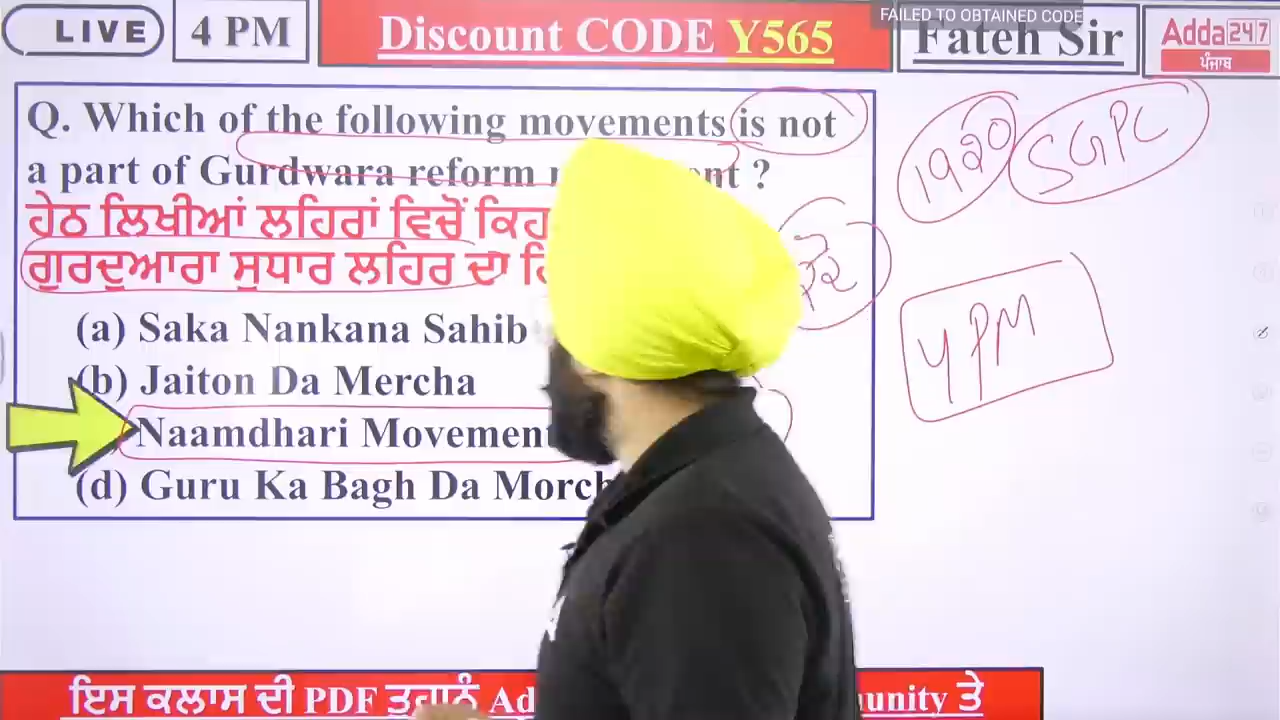 LIVE
4 PM
Discount CODE Y565
FAILED TO OBTAINED CODE
Fateh Sir
Adda247
ਪੰਜਾਬ
Q. Which of the following movements is not
a part of Gurdwara reform ?
ਹੇਠ ਲਿਖੀਆਂ ਲਹਿਰਾਂ ਵਿਚੋਂ
ਗੁਰਦੁਆਰਾ ਸੁਧਾਰ ਲਹਿਰ ਦਾ
(a) Saka Nankana Sahib
(b) Jaiton Da Mercha
Naamdhari Movement
(d) Guru Ka Bagh Da
1920
SGPC
4 PM
ਇਸ ਕਲਾਸ ਦੀ PDF ਤੁਹਾਨੂੰ ਤੇ